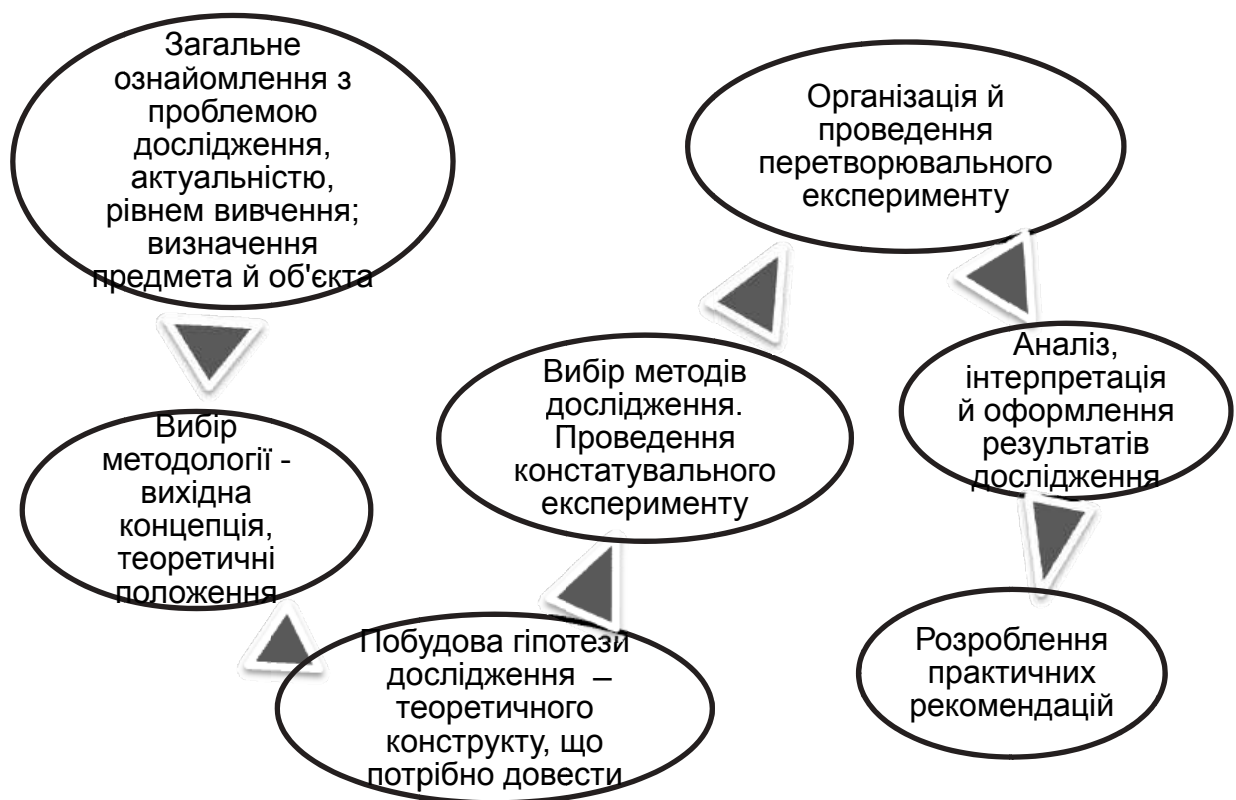 Загальне
ознайомлення з
проблемою
дослідження,
актуальністю,
рівнем вивчення;
визначення
предмета й об'єкта
Вибір
методології -
вихідна
концепція,
теоретичні
положення
Побудова гіпотези
дослідження –
теоретичного
конструкту, що
потрібно довести
Вибір методів
дослідження.
Проведення
констатувального
експерименту
Організація й
проведення
перетворювального
експерименту
Аналіз,
інтерпретація
й оформлення
результатів
дослідження
Розроблення
практичних
рекомендацій